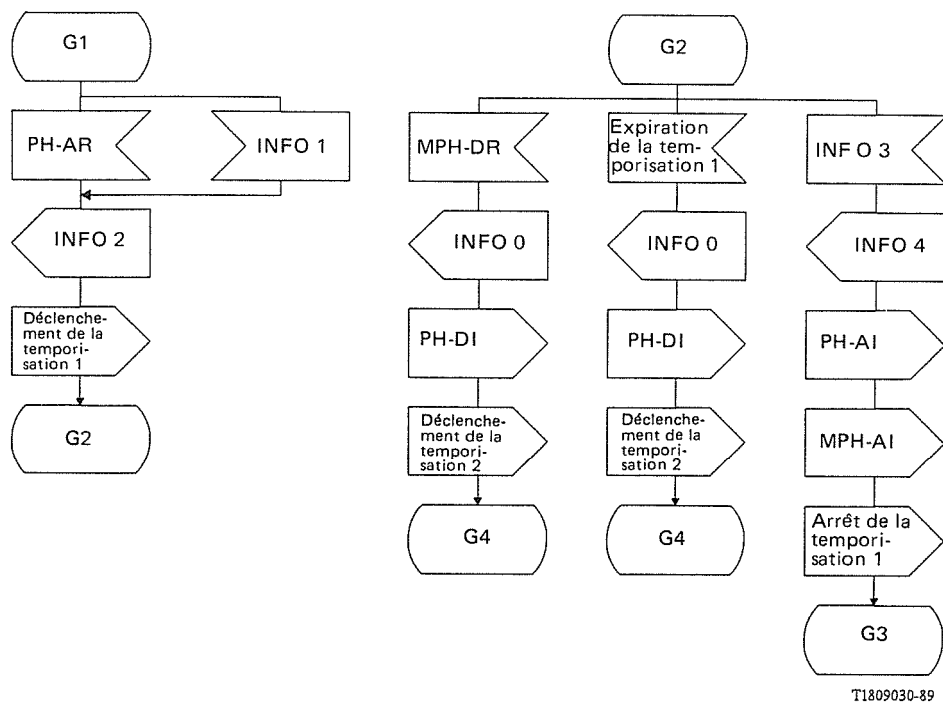 G1
PH-AR
INFO 1
INFO 2
Déclenche-
ment de la
tempori-
sation 1
G2
G2
MPH-DR
INFO 0
PH-DI
Déclenche-
ment de la
tempori-
sation 2
G4
Expiration
de la tem-
porisation 1
INFO 0
PH-DI
Déclenche-
ment de la
tempori-
sation 2
G4
INFO 3
INFO 4
PH-AI
MPH-AI
Arrêt de la
tempori-
sation 1
G3
T1809030-89